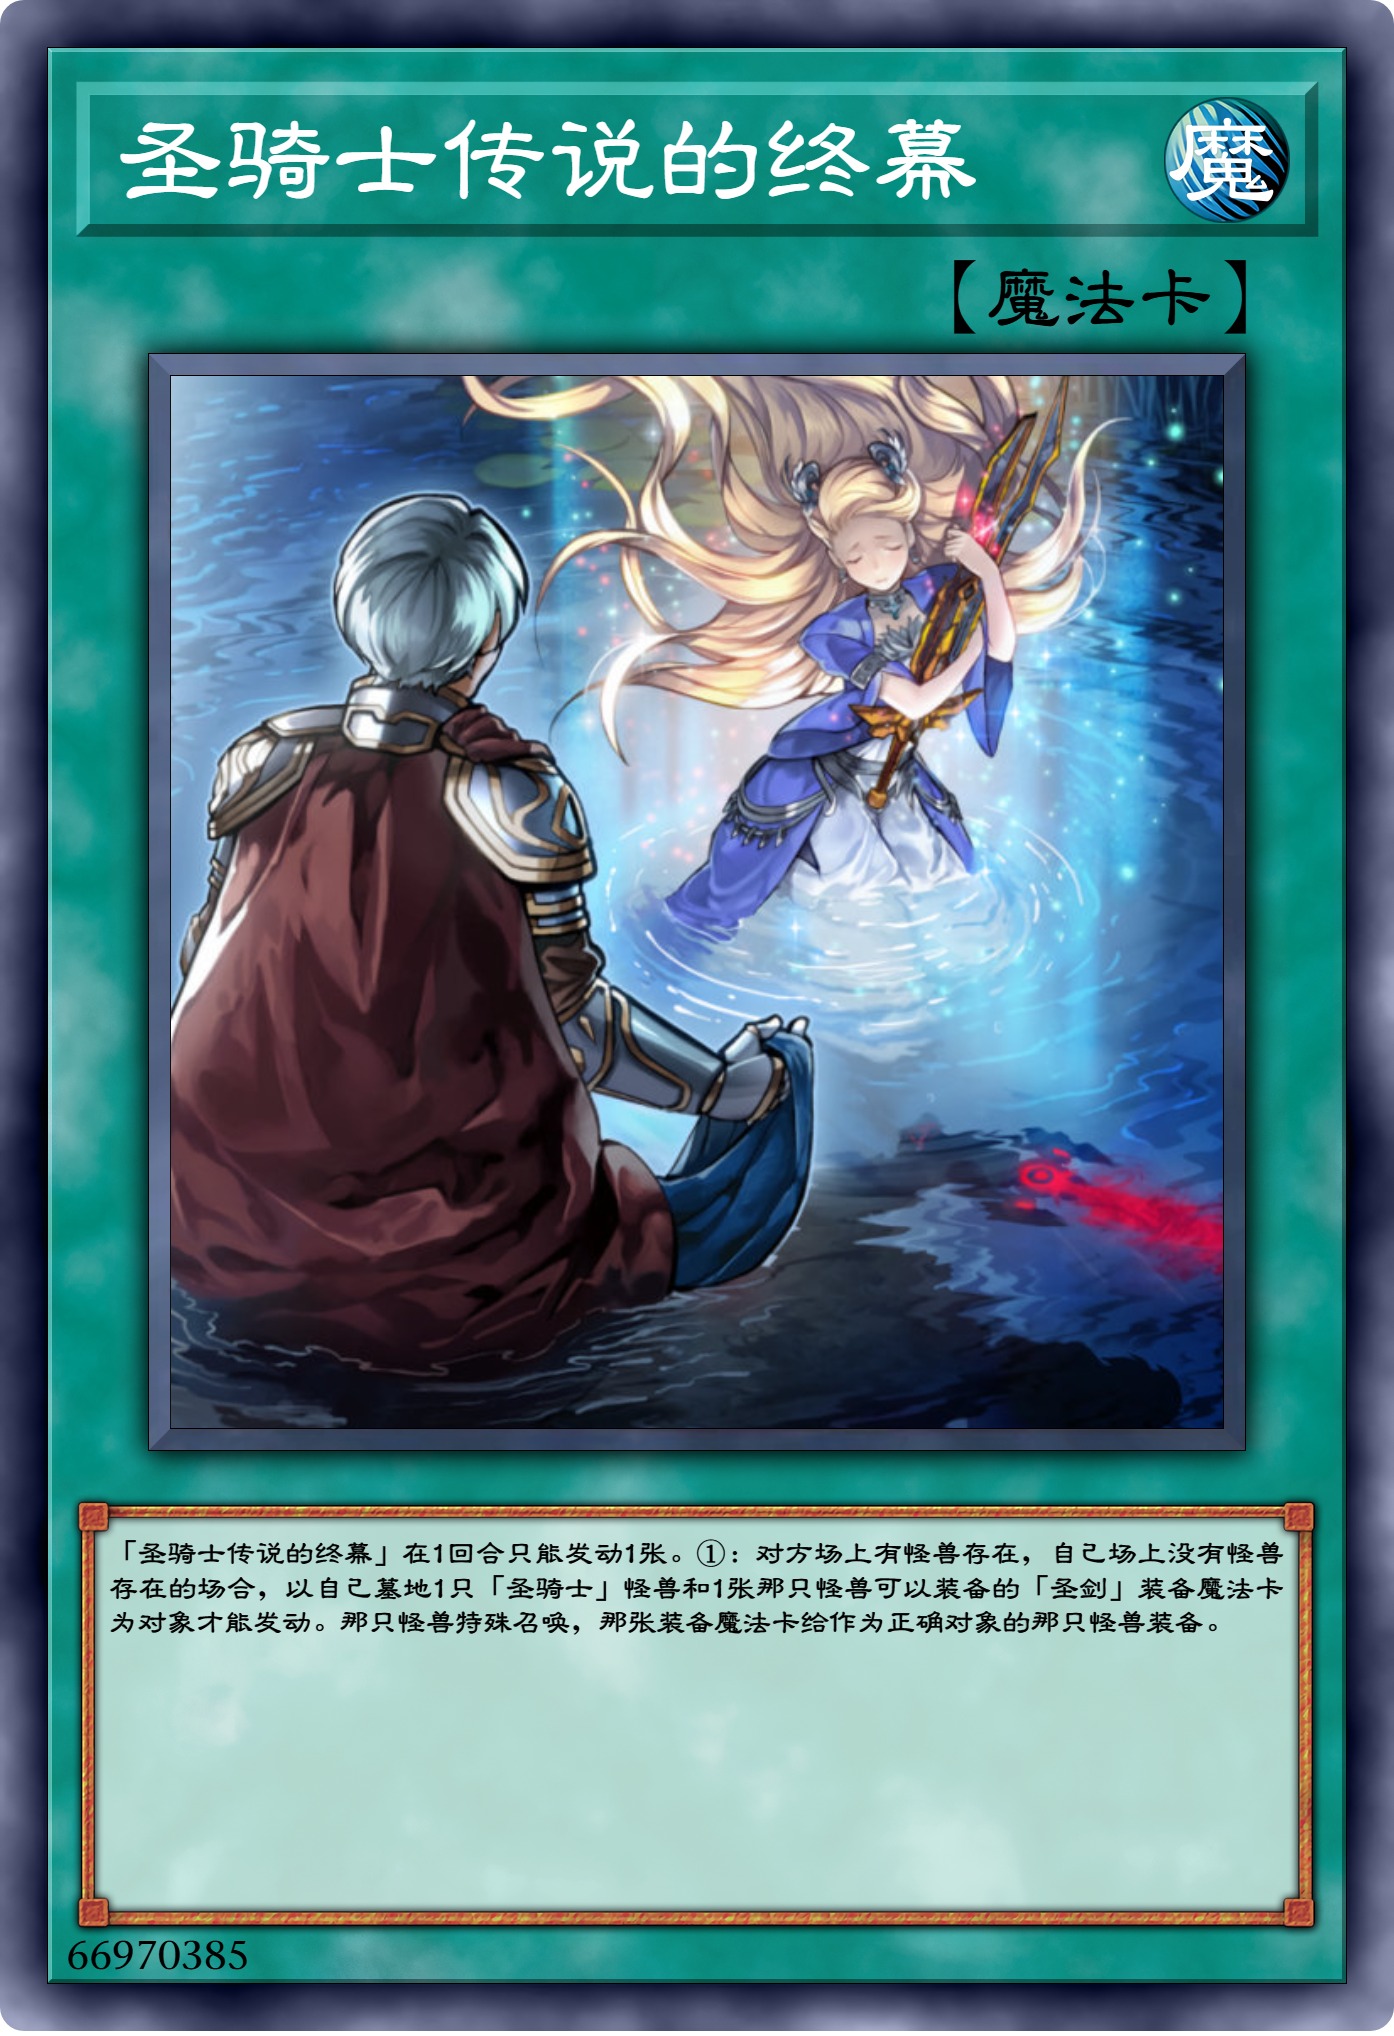 圣骑士传说的终幕
魔
【魔法卡】
「圣骑士传说的终幕」在1回合只能发动1张。①：对方场上有怪兽存在，自己场上没有怪兽
存在的场合，以自己墓地1只「圣骑士」怪兽和1张那只怪兽可以装备的「圣剑」装备魔法卡
为对象才能发动。那只怪兽特殊召唤，那张装备魔法卡给作为正确对象的那只怪兽装备。
66970385